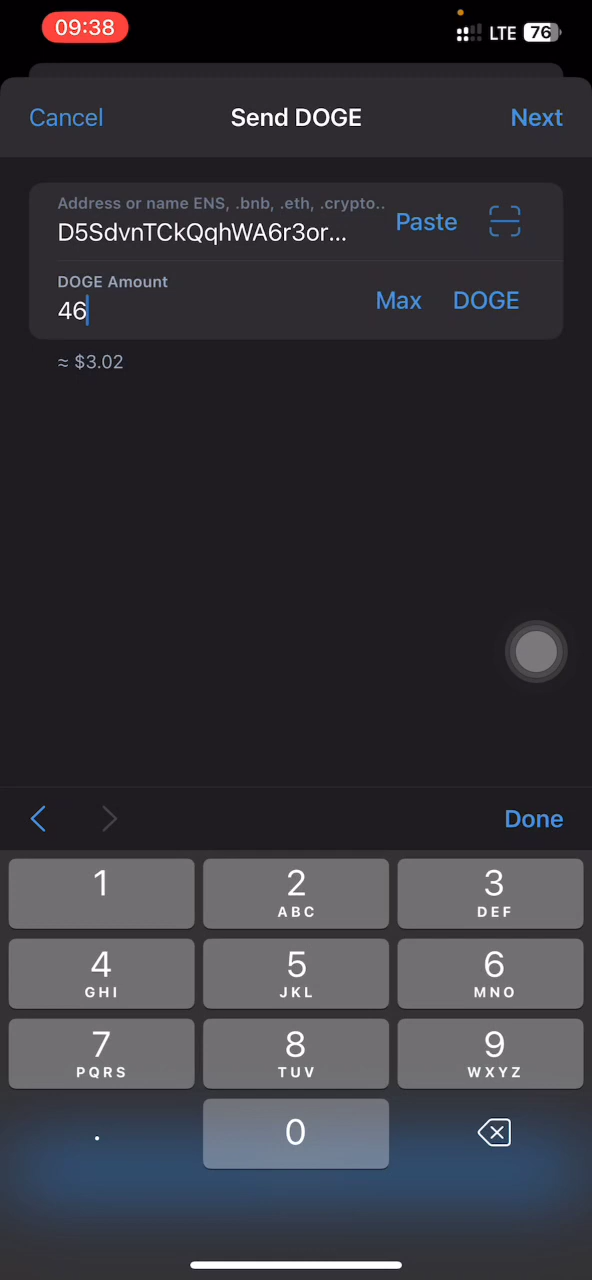 09:38
LTE 76
Cancel Send DOGE Next
Address or name ENS, .bnb, .eth, .crypto..
D5SdvnTCkQqhWA6r3or...
Paste
DOGE Amount
46
Max DOGE
≈ $3.02
Done
1 2 3
ABC DEF
4 5 6
GHI JKL MNO
7 8 9
PQRS TUV WXYZ
. 0